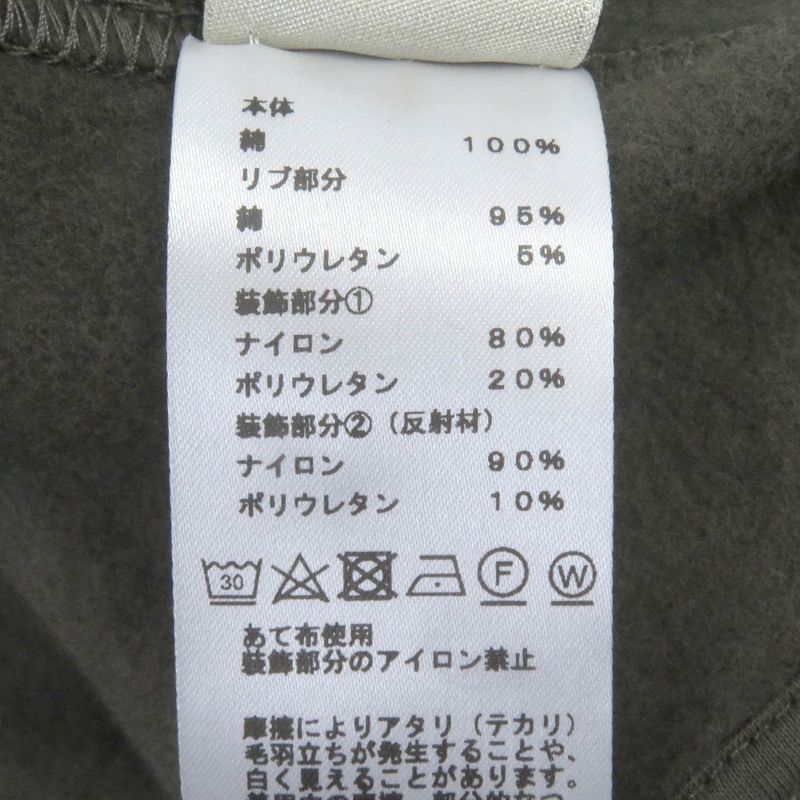 本体
綿 100%
リブ部分
綿 95%
ポリウレタン 5%
装飾部分①
ナイロン 80%
ポリウレタン 20%
装飾部分②（反射材）
ナイロン 90%
ポリウレタン 10%
30 F W
あて布使用
装飾部分のアイロン禁止
摩擦によりアタリ（テカリ）
毛羽立ちが発生することや、
白く見えることがあります。